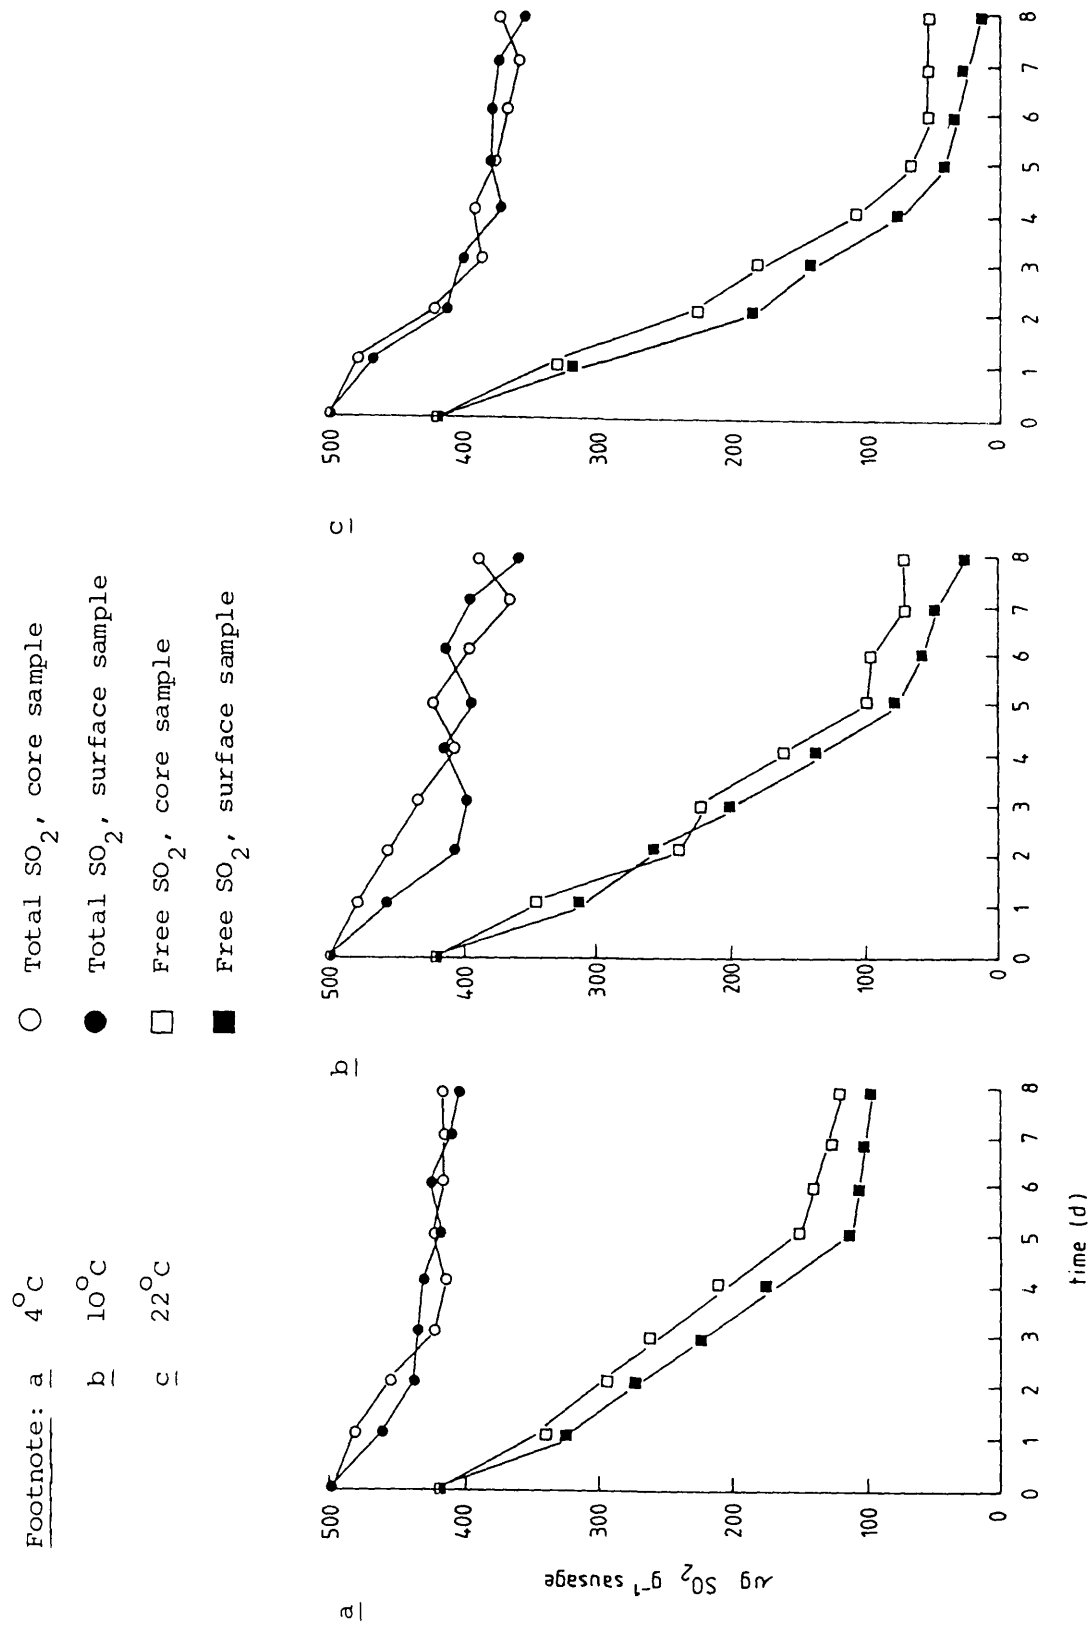 Footnote: a 4°C
b 10°C
c 22°C
○ Total SO2, core sample
● Total SO2, surface sample
□ Free SO2, core sample
■ Free SO2, surface sample
a
µg SO2 g-1 sausage
500
400
300
200
100
0
0 1 2 3 4 5 6 7 8
time (d)
b
500
400
300
200
100
0
0 1 2 3 4 5 6 7 8
c
500
400
300
200
100
0
0 1 2 3 4 5 6 7 8